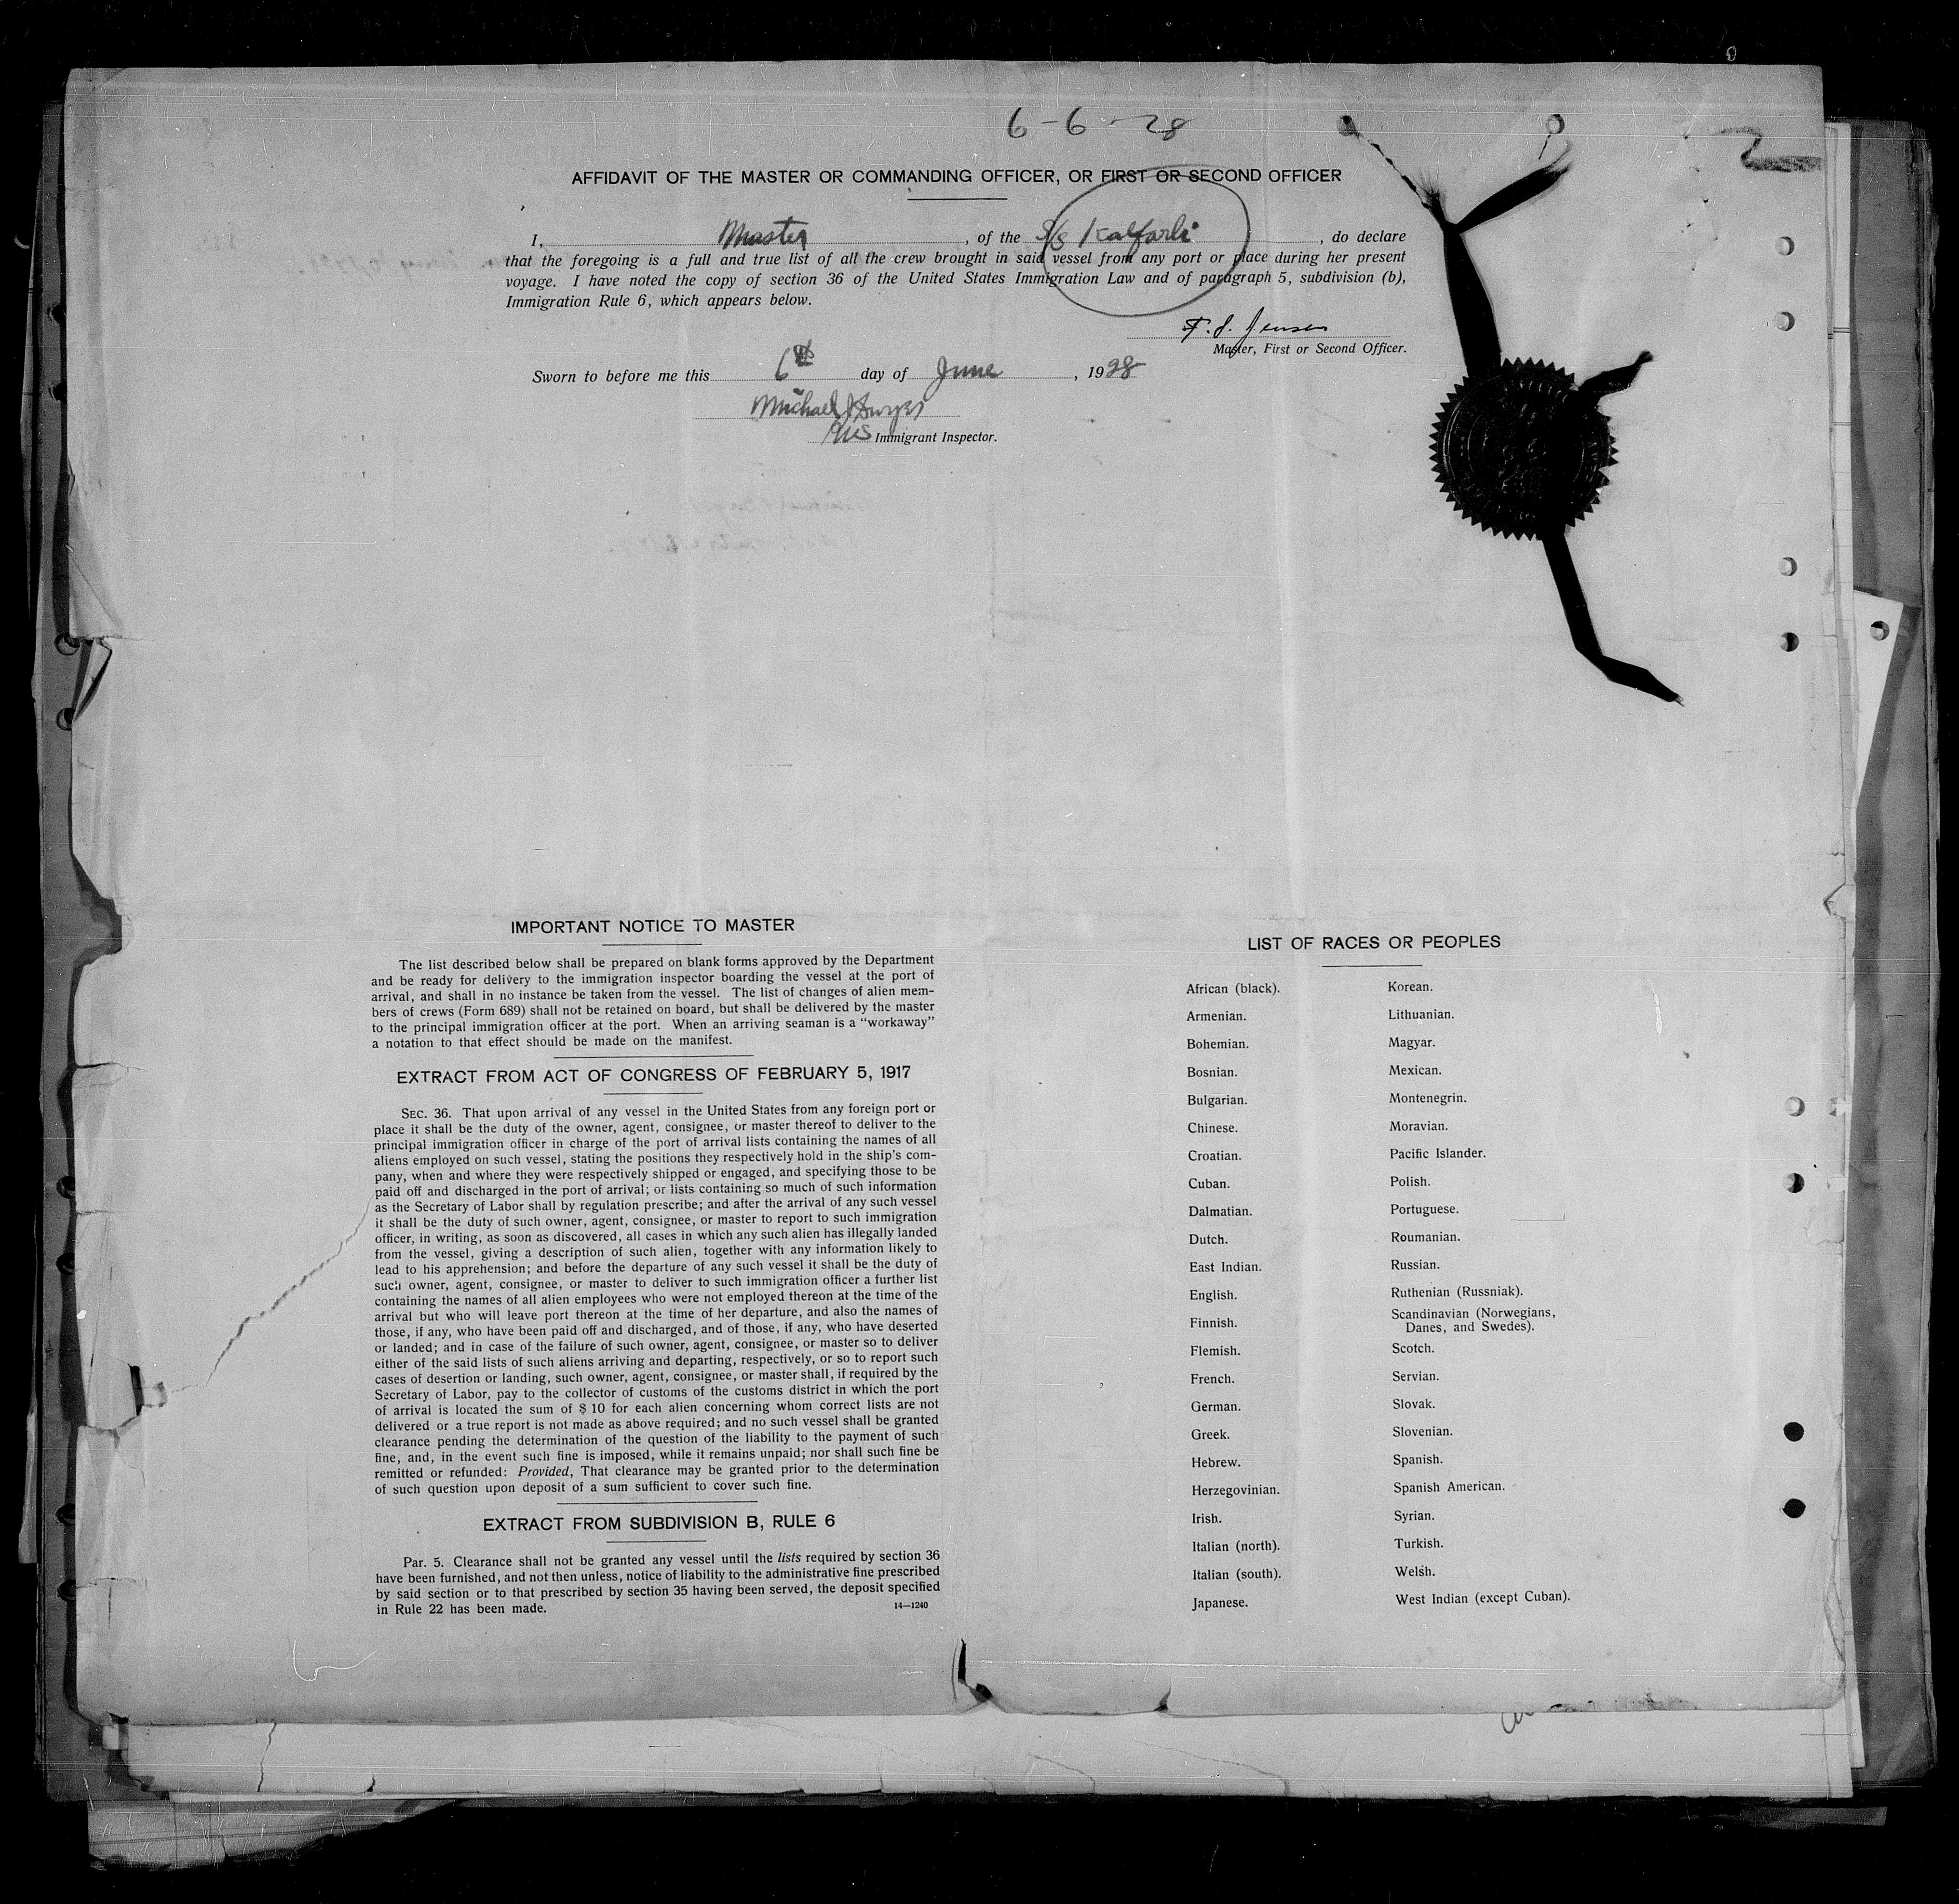 6-6-28
2
AFFIDAVIT OF THE MASTER OR COMMANDING OFFICER, OR FIRST OR SECOND OFFICER
I, Master, of the S/S Kalfarli, do declare
that the foregoing is a full and true list of all the crew brought in said vessel from any port or place during her present
voyage. I have noted the copy of section 36 of the United States Immigration Law and of paragraph 5, subdivision (b),
Immigration Rule 6, which appears below.
F. J. Jensen
Master, First or Second Officer.
Sworn to before me this 6th day of June, 1928
Michael
Immigrant Inspector.
IMPORTANT NOTICE TO MASTER
The list described below shall be prepared on blank forms approved by the Department
and be ready for delivery to the immigration inspector boarding the vessel at the port of
arrival, and shall in no instance be taken from the vessel. The list of changes of alien mem-
bers of crews (Form 689) shall not be retained on board, but shall be delivered by the master
to the principal immigration officer at the port. When an arriving seaman is a "workaway"
a notation to that effect should be made on the manifest.
EXTRACT FROM ACT OF CONGRESS OF FEBRUARY 5, 1917
SEC. 36. That upon arrival of any vessel in the United States from any foreign port or
place it shall be the duty of the owner, agent, consignee, or master thereof to deliver to the
principal immigration officer in charge of the port of arrival lists containing the names of all
aliens employed on such vessel, stating the positions they respectively hold in the ship's com-
pany, when and where they were respectively shipped or engaged, and specifying those to be
paid off and discharged in the port of arrival; or lists containing so much of such information
as the Secretary of Labor shall by regulation prescribe; and after the arrival of any such vessel
it shall be the duty of such owner, agent, consignee, or master to report to such immigration
officer, in writing, as soon as discovered, all cases in which any such alien has illegally landed
from the vessel, giving a description of such alien, together with any information likely to
lead to his apprehension; and before the departure of any such vessel it shall be the duty of
such owner, agent, consignee, or master to deliver to such immigration officer a further list
containing the names of all alien employees who were not employed thereon at the time of the
arrival but who will leave port thereon at the time of her departure, and also the names of
those, if any, who have been paid off and discharged, and of those, if any, who have deserted
or landed; and in case of the failure of such owner, agent, consignee, or master so to deliver
either of the said lists of such aliens arriving and departing, respectively, or so to report such
cases of desertion or landing, such owner, agent, consignee, or master shall, if required by the
Secretary of Labor, pay to the collector of customs of the customs district in which the port
of arrival is located the sum of $10 for each alien concerning whom correct lists are not
delivered or a true report is not made as above required; and no such vessel shall be granted
clearance pending the determination of the question of the liability to the payment of such
fine, and, in the event such fine is imposed, while it remains unpaid; nor shall such fine be
remitted or refunded: Provided, That clearance may be granted prior to the determination
of such question upon deposit of a sum sufficient to cover such fine.
EXTRACT FROM SUBDIVISION B, RULE 6
Par. 5. Clearance shall not be granted any vessel until the lists required by section 36
have been furnished, and not then unless, notice of liability to the administrative fine prescribed
by said section or to that prescribed by section 35 having been served, the deposit specified
in Rule 22 has been made.
14—1240
LIST OF RACES OR PEOPLES
African (black).
Armenian.
Bohemian.
Bosnian.
Bulgarian.
Chinese.
Croatian.
Cuban.
Dalmatian.
Dutch.
East Indian.
English.
Finnish.
Flemish.
French.
German.
Greek.
Hebrew.
Herzegovinian.
Irish.
Italian (north).
Italian (south).
Japanese.
Korean.
Lithuanian.
Magyar.
Mexican.
Montenegrin.
Moravian.
Pacific Islander.
Polish.
Portuguese.
Roumanian.
Russian.
Ruthenian (Russniak).
Scandinavian (Norwegians,
Danes, and Swedes).
Scotch.
Servian.
Slovak.
Slovenian.
Spanish.
Spanish American.
Syrian.
Turkish.
Welsh.
West Indian (except Cuban).